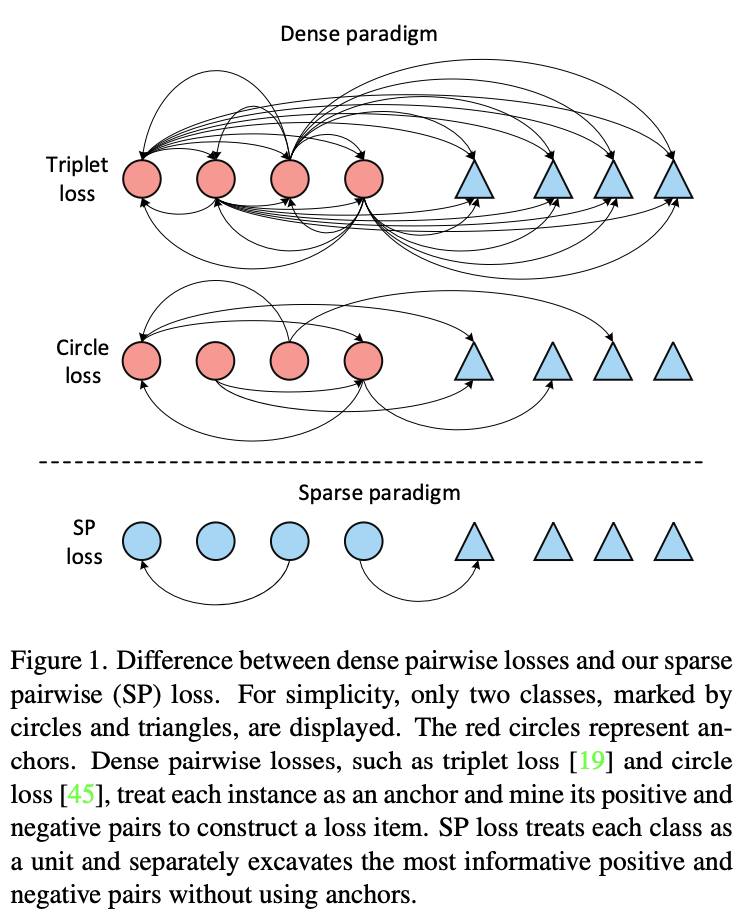 Dense paradigm
Triplet
loss
Circle
loss
Sparse paradigm
SP
loss
Figure 1. Difference between dense pairwise losses and our sparse
pairwise (SP) loss. For simplicity, only two classes, marked by
circles and triangles, are displayed. The red circles represent an-
chors. Dense pairwise losses, such as triplet loss [19] and circle
loss [45], treat each instance as an anchor and mine its positive and
negative pairs to construct a loss item. SP loss treats each class as
a unit and separately excavates the most informative positive and
negative pairs without using anchors.